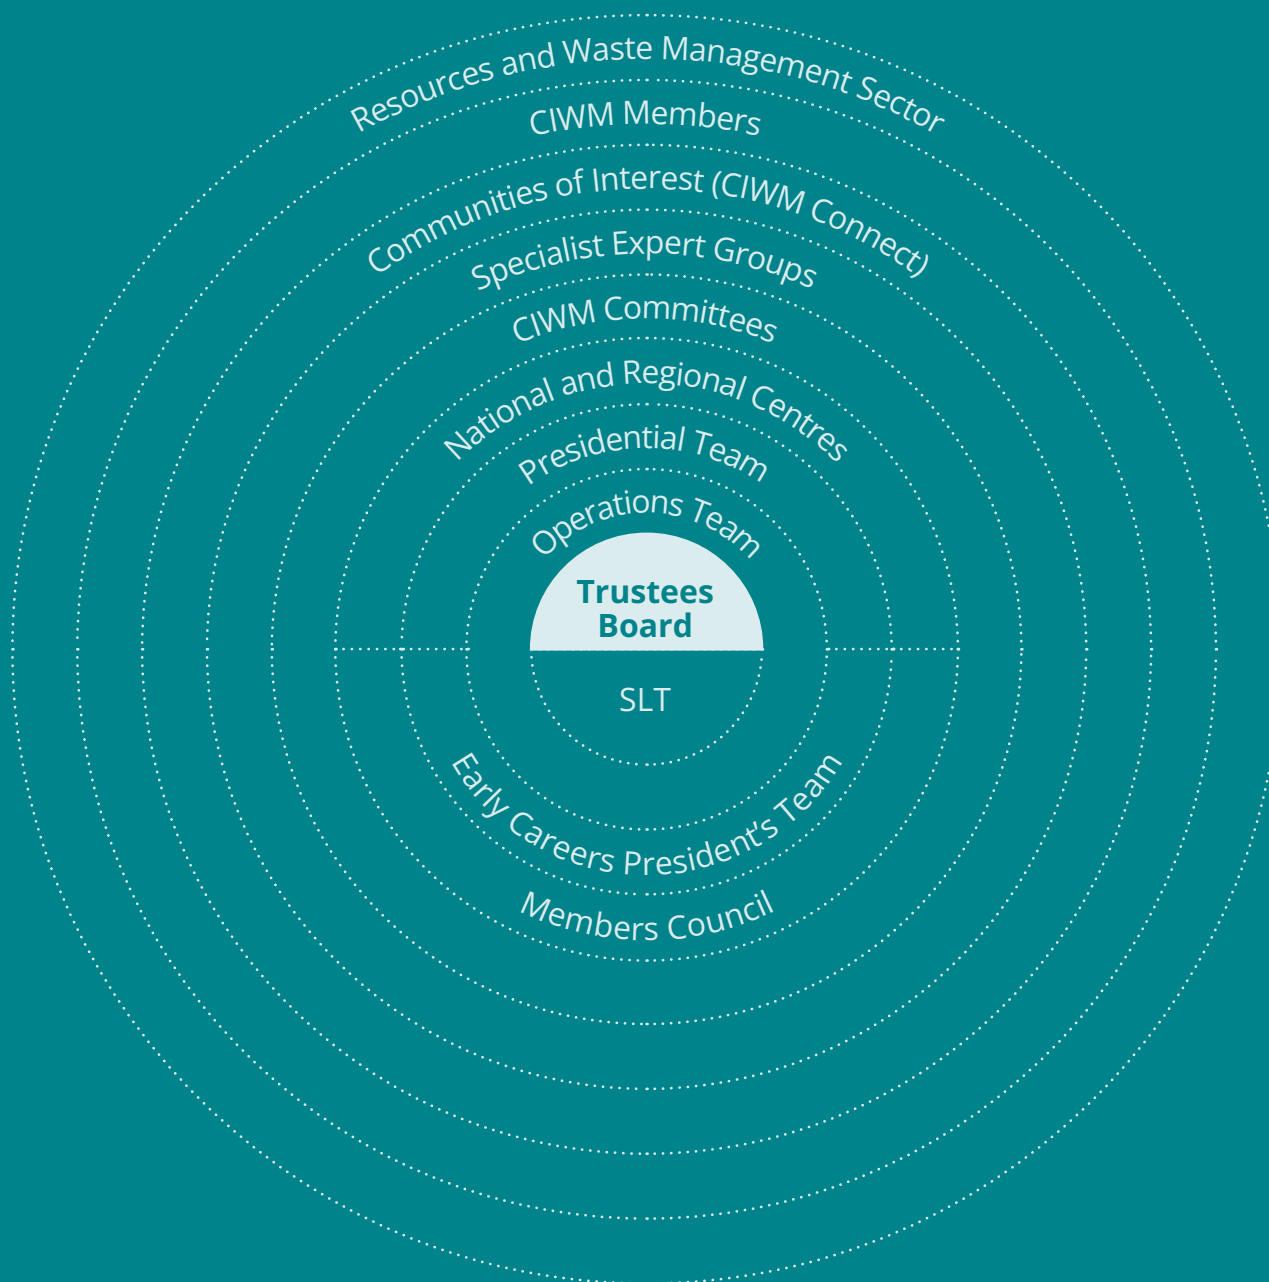 Resources and Waste Management Sector
CIWM Members
Communities of Interest (CIWM Connect)
Specialist Expert Groups
CIWM Committees
National and Regional Centres
Presidential Team
Operations Team
Trustees
Board
SLT
Early Careers President’s Team
Members Council